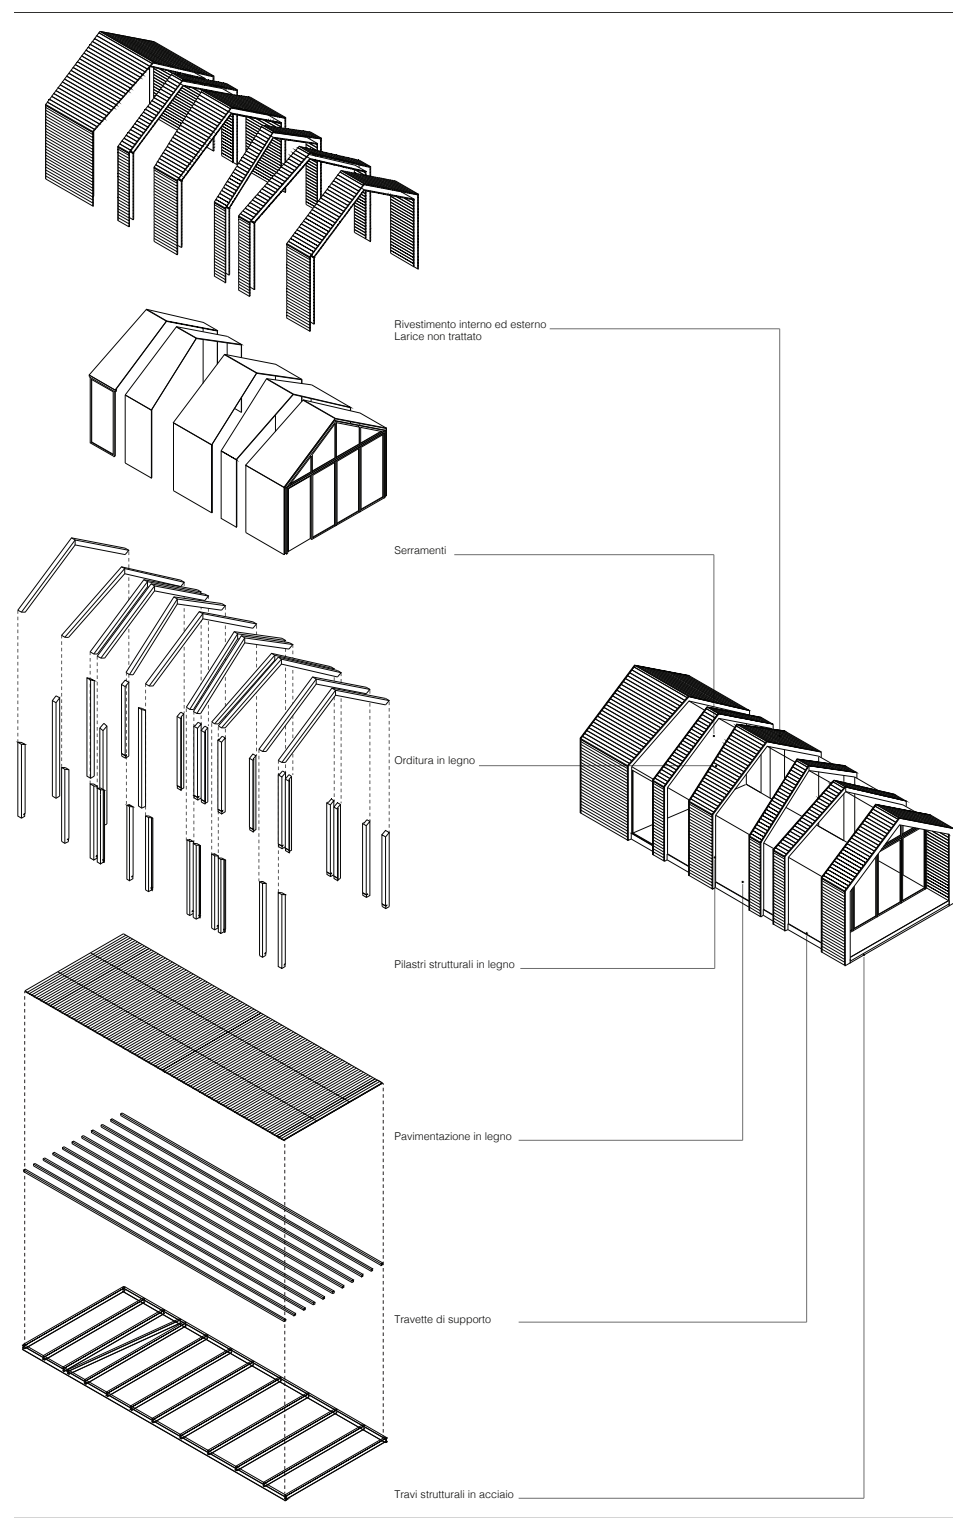 Rivestimento interno ed esterno
Larice non trattato
Serramenti
Orditura in legno
Pilastri strutturali in legno
Pavimentazione in legno
Travette di supporto
Travi strutturali in acciaio